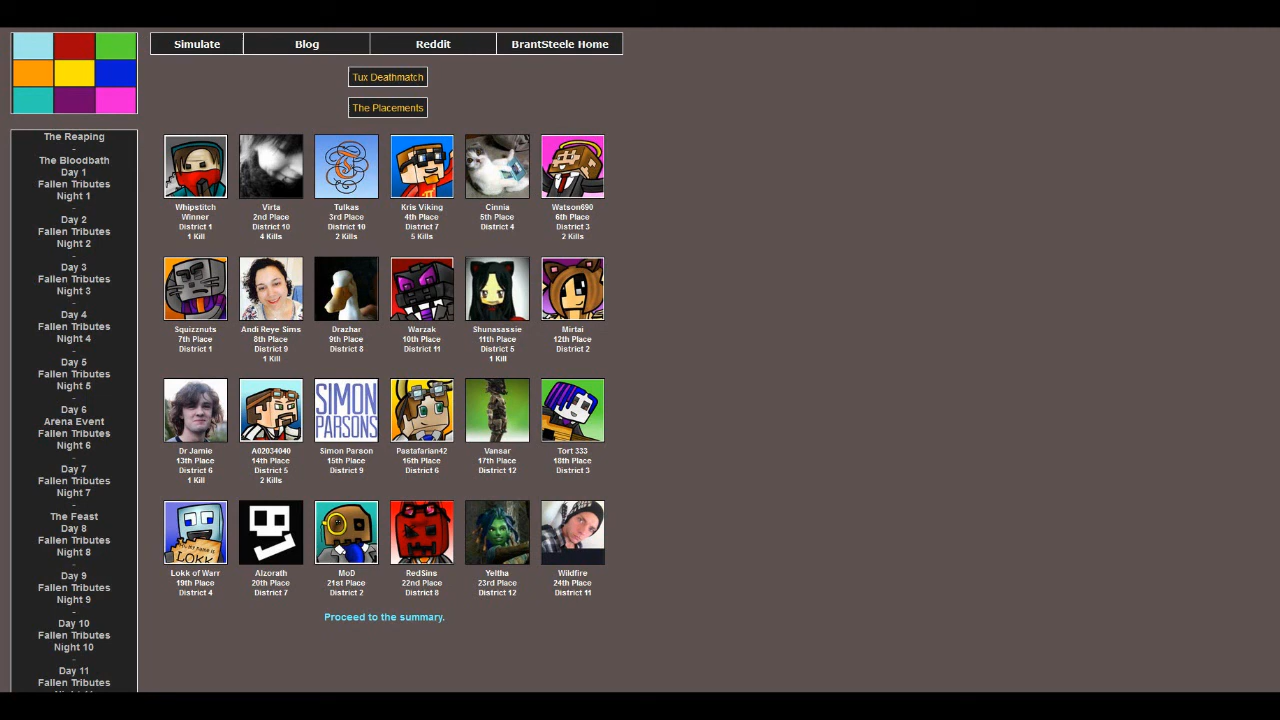 Simulate
Blog
Reddit
BrantSteele Home
Tux Deathmatch
The Placements
The Reaping
-
The Bloodbath
Day 1
Fallen Tributes
Night 1
-
Day 2
Fallen Tributes
Night 2
-
Day 3
Fallen Tributes
Night 3
-
Day 4
Fallen Tributes
Night 4
-
Day 5
Fallen Tributes
Night 5
-
Day 6
Arena Event
Fallen Tributes
Night 6
-
Day 7
Fallen Tributes
Night 7
-
The Feast
Day 8
Fallen Tributes
Night 8
-
Day 9
Fallen Tributes
Night 9
-
Day 10
Fallen Tributes
Night 10
-
Day 11
Fallen Tributes
Whipstitch
Winner
District 1
1 Kill
Virta
2nd Place
District 10
4 Kills
Tulkas
3rd Place
District 10
2 Kills
Kris Viking
4th Place
District 7
5 Kills
Cinnia
5th Place
District 4
Watson690
6th Place
District 3
2 Kills
Squizznuts
7th Place
District 1
Andi Reye Sims
8th Place
District 9
1 Kill
Drazhar
9th Place
District 8
Warzak
10th Place
District 11
Shunasassie
11th Place
District 5
1 Kill
Mirtai
12th Place
District 2
SIMON
PARSONS
Dr Jamie
13th Place
District 6
1 Kill
A02034040
14th Place
District 5
2 Kills
Simon Parson
15th Place
District 9
Pastafarian42
16th Place
District 6
Vansar
17th Place
District 12
Tort 333
18th Place
District 3
LOKK
Lokk of Warr
19th Place
District 4
Alzorath
20th Place
District 7
MoD
21st Place
District 2
RedSins
22nd Place
District 8
Yeltha
23rd Place
District 12
Wildfire
24th Place
District 11
Proceed to the summary.